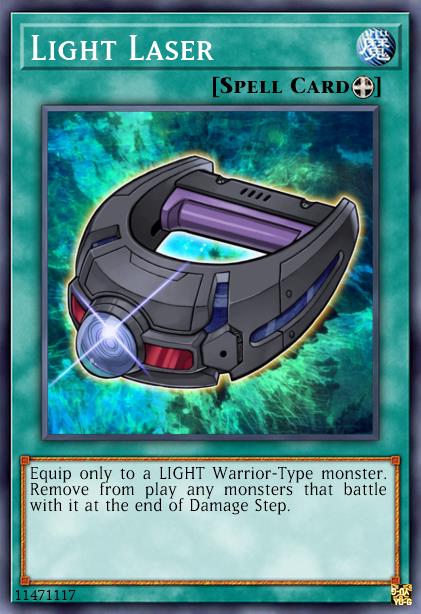 Light Laser
魔
[Spell Card]
Equip only to a LIGHT Warrior-Type monster.
Remove from play any monsters that battle
with it at the end of Damage Step.
11471117